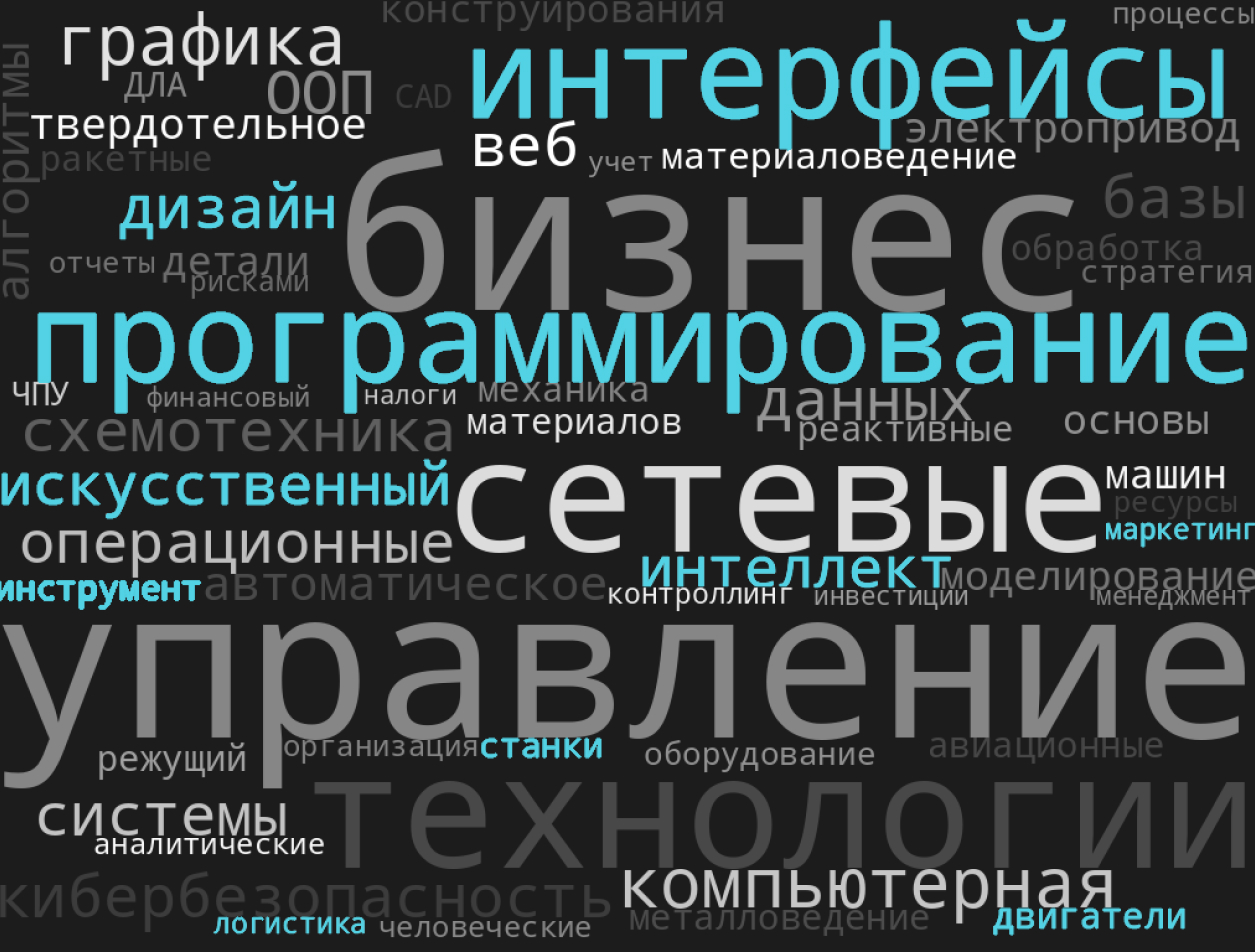 конструирования
процессы
графика
интерфейсы
алгоритмы
ДЛА
ООП
CAD
твердотельное
веб
электропривод
ракетные
учет
материаловедение
бизнес
дизайн
базы
отчеты
детали
обработка
рисками
стратегия
программирование
ЧПУ
финансовый
налоги
механика
данных
схемотехника
материалов
реактивные
основы
искусственный
сетевые
машин
ресурсы
операционные
маркетинг
инструмент
автоматическое
интеллект
моделирование
контроллинг
инвестиции
менеджмент
управление
режущий
организация
станки
оборудование
авиационные
системы
технологии
аналитические
кибербезопасность
компьютерная
логистика
человеческие
металловедение
двигатели